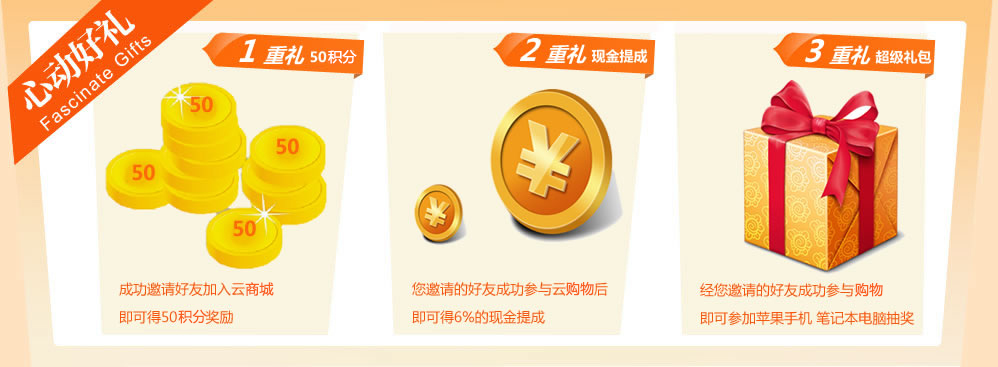 心动好礼
Fascinate Gifts
1 重礼 50积分
50
50
50
50
成功邀请好友加入云商城
即可得50积分奖励
2 重礼 现金提成
¥
¥
您邀请的好友成功参与云购物后
即可得6%的现金提成
3 重礼 超级礼包
经您邀请的好友成功参与购物
即可参加苹果手机 笔记本电脑抽奖